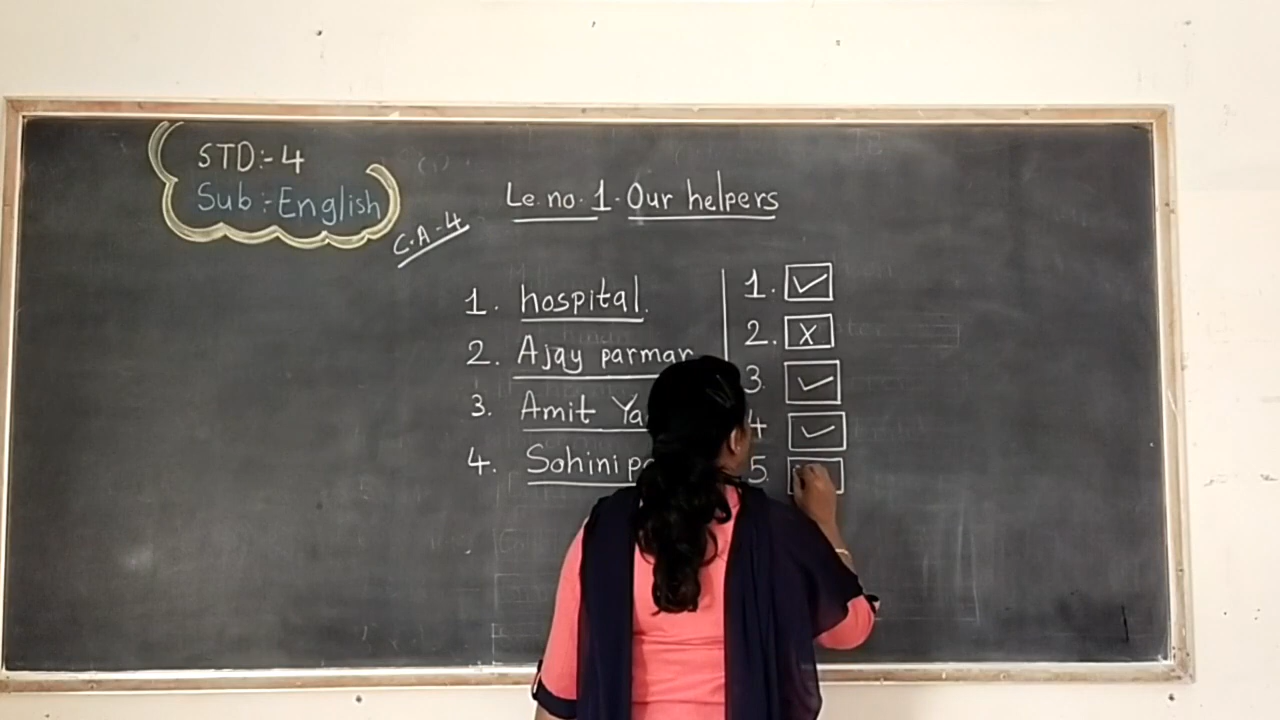 STD:- 4
Sub :- English
Le. no. 1. Our helpers
C.A - 4
1. hospital.
2. Ajay parmar
3. Amit
4. Sohini
1. ✓
2. x
3. ✓
4 ✓
5.